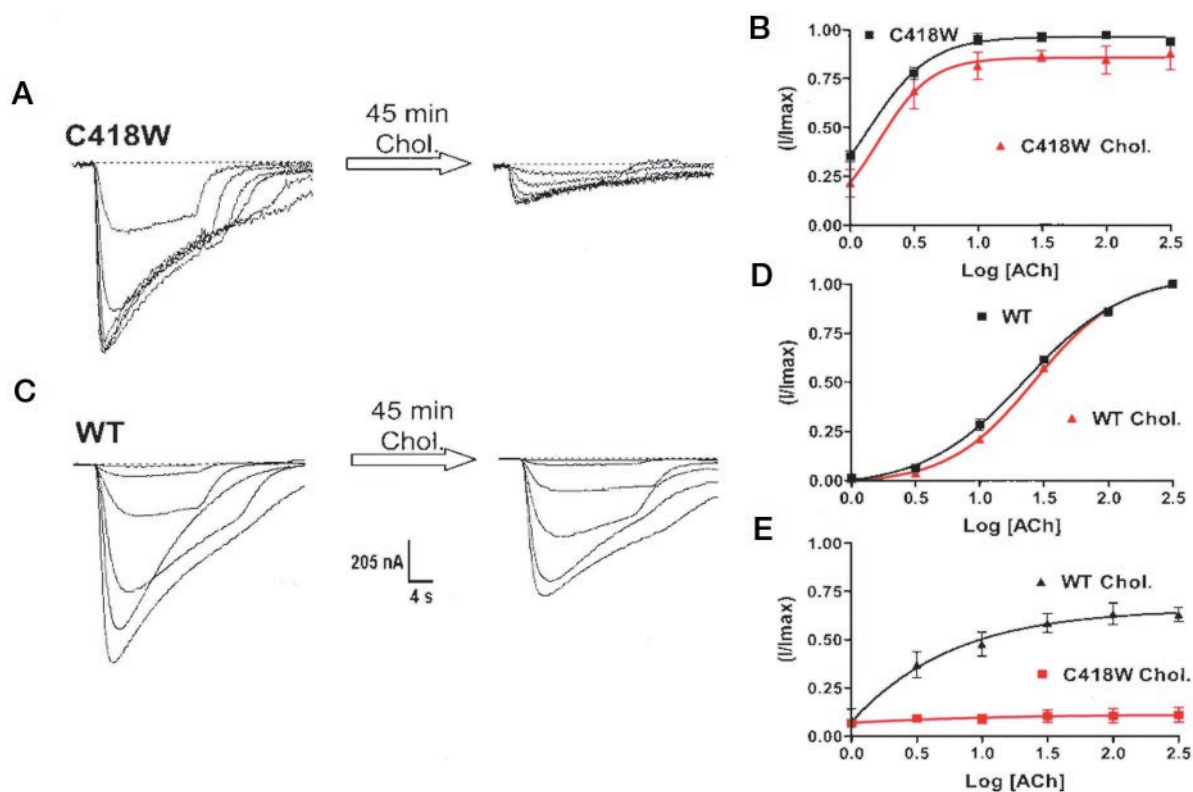 A
C418W
45 min
Chol.
B
1.00
0.75
0.50
0.25
0.00
(I/Imax)
C418W
C418W Chol.
0.0 0.5 1.0 1.5 2.0 2.5
Log [ACh]
C
WT
45 min
Chol.
205 nA
4 s
D
1.00
0.75
0.50
0.25
0.00
(I/Imax)
WT
WT Chol.
0.0 0.5 1.0 1.5 2.0 2.5
Log [ACh]
E
1.00
0.75
0.50
0.25
0.00
(I/Imax)
WT Chol.
C418W Chol.
0.0 0.5 1.0 1.5 2.0 2.5
Log [ACh]